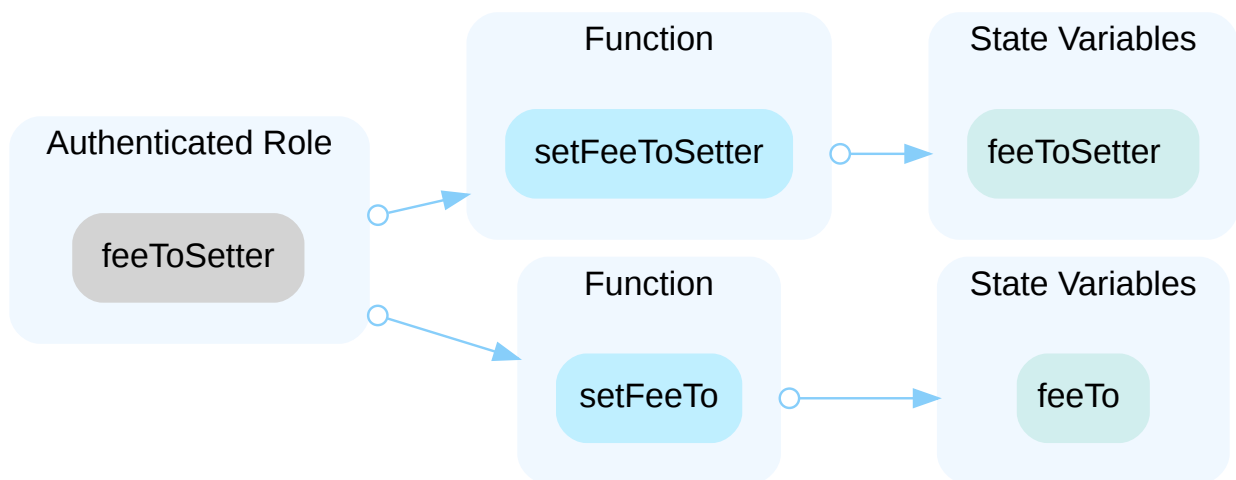 Authenticated Role
feeToSetter
Function
setFeeToSetter
State Variables
feeToSetter
Function
setFeeTo
State Variables
feeTo